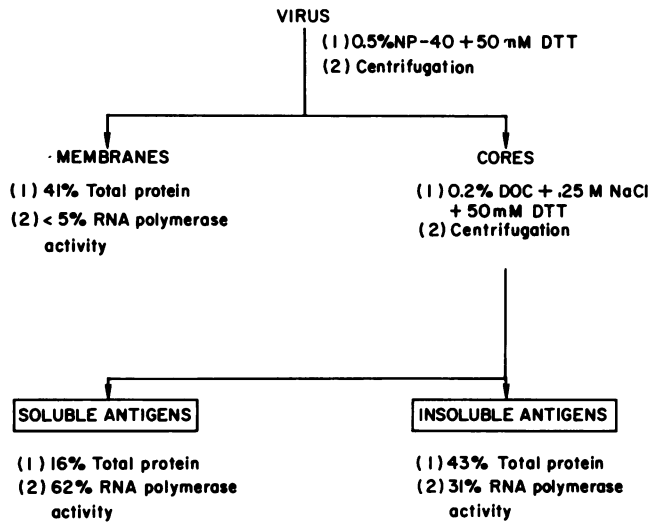 VIRUS
(1) 0.5% NP-40 + 50 mM DTT
(2) Centrifugation
MEMBRANES
(1) 41% Total protein
(2) < 5% RNA polymerase
activity
CORES
(1) 0.2% DOC + .25 M NaCl
+ 50mM DTT
(2) Centrifugation
SOLUBLE ANTIGENS
(1) 16% Total protein
(2) 62% RNA polymerase
activity
INSOLUBLE ANTIGENS
(1) 43% Total protein
(2) 31% RNA polymerase
activity